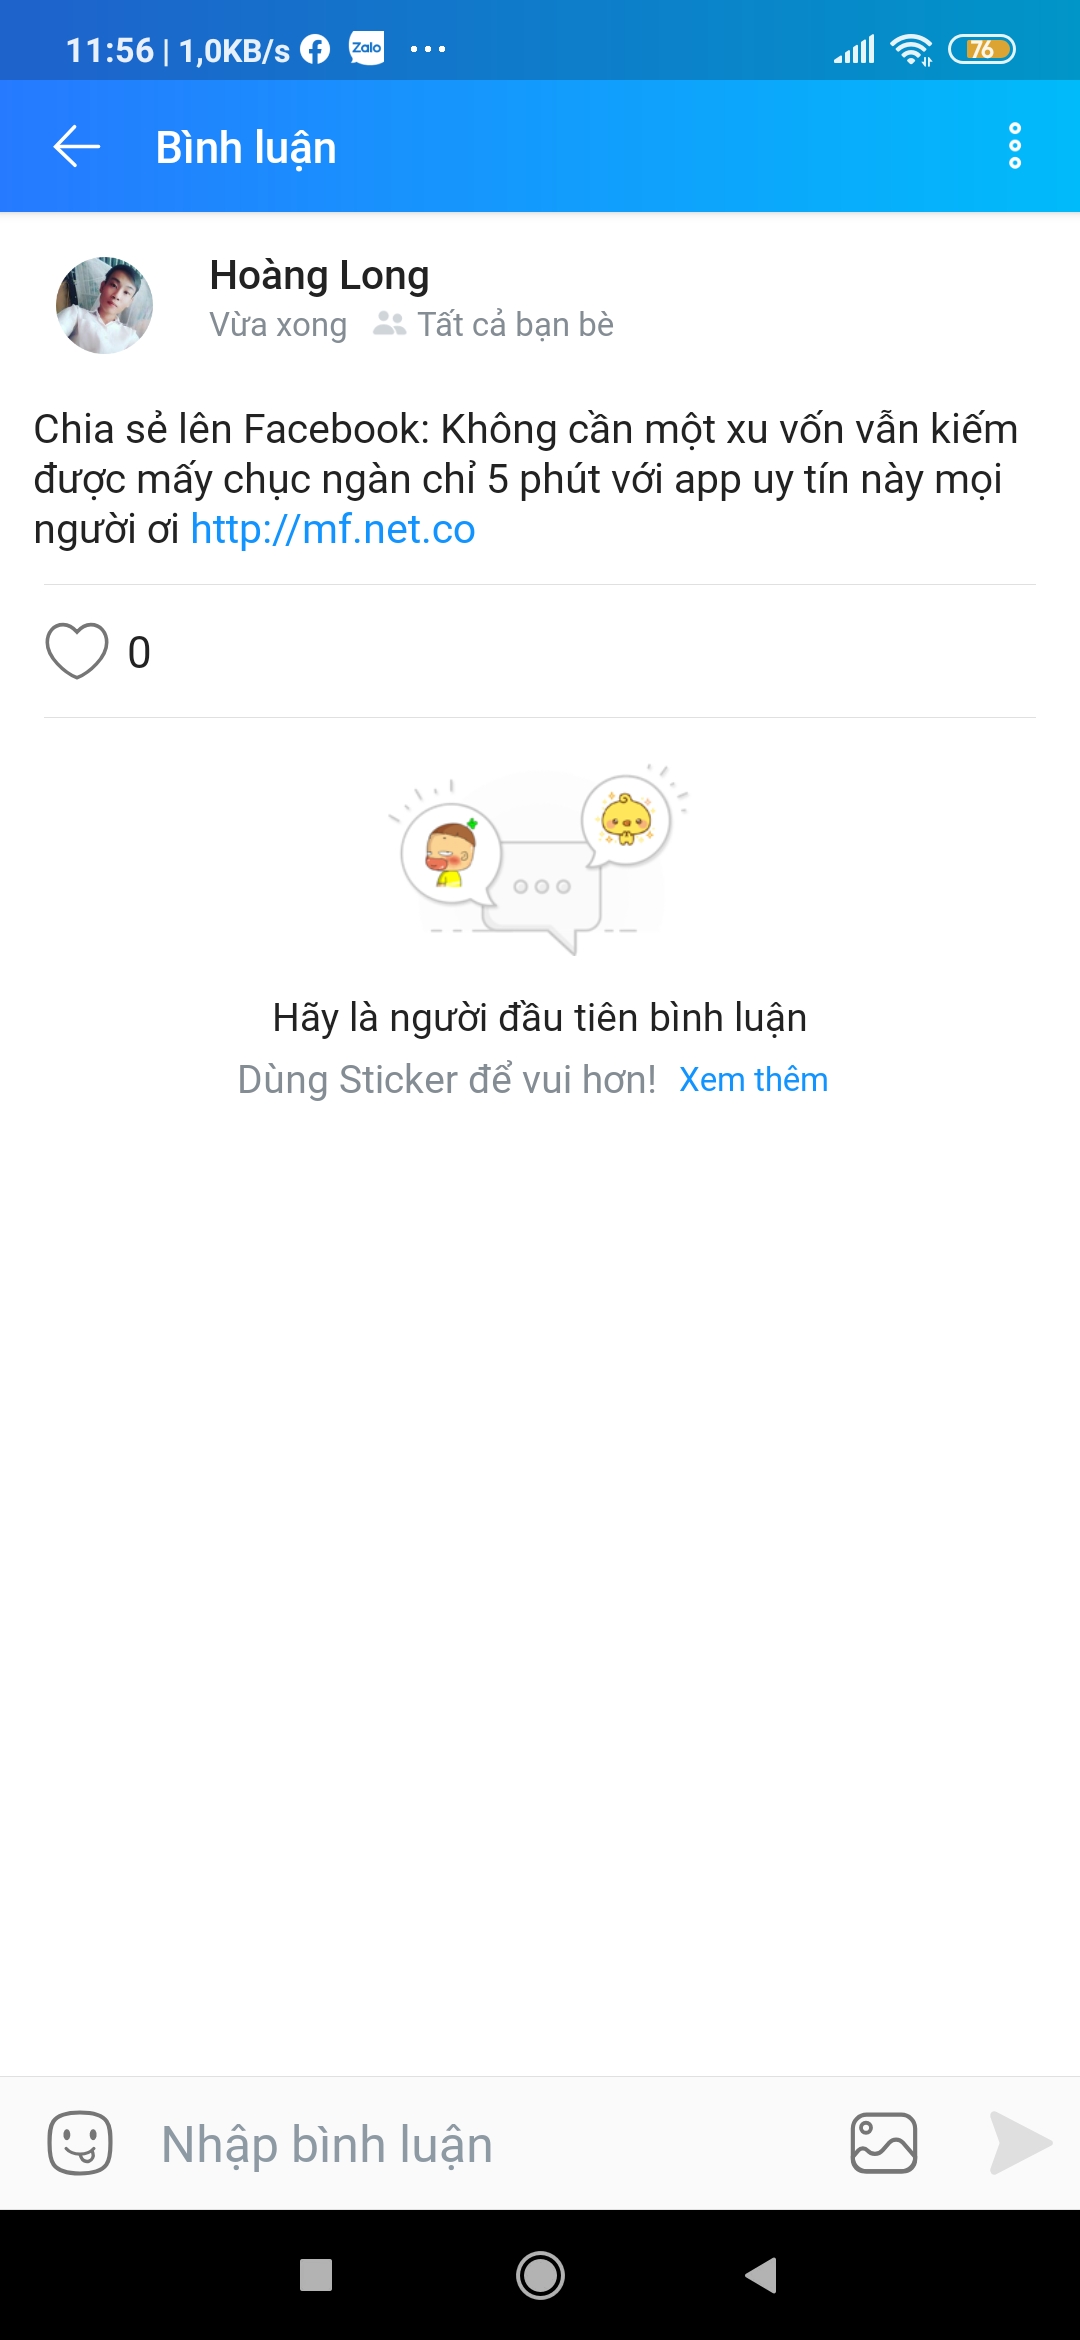 11:56 | 1,0KB/s Zalo ... 76
Bình luận
Hoàng Long
Vừa xong Tất cả bạn bè
Chia sẻ lên Facebook: Không cần một xu vốn vẫn kiếm
được mấy chục ngàn chỉ 5 phút với app uy tín này mọi
người ơi http://mf.net.co
0
Hãy là người đầu tiên bình luận
Dùng Sticker để vui hơn! Xem thêm
Nhập bình luận